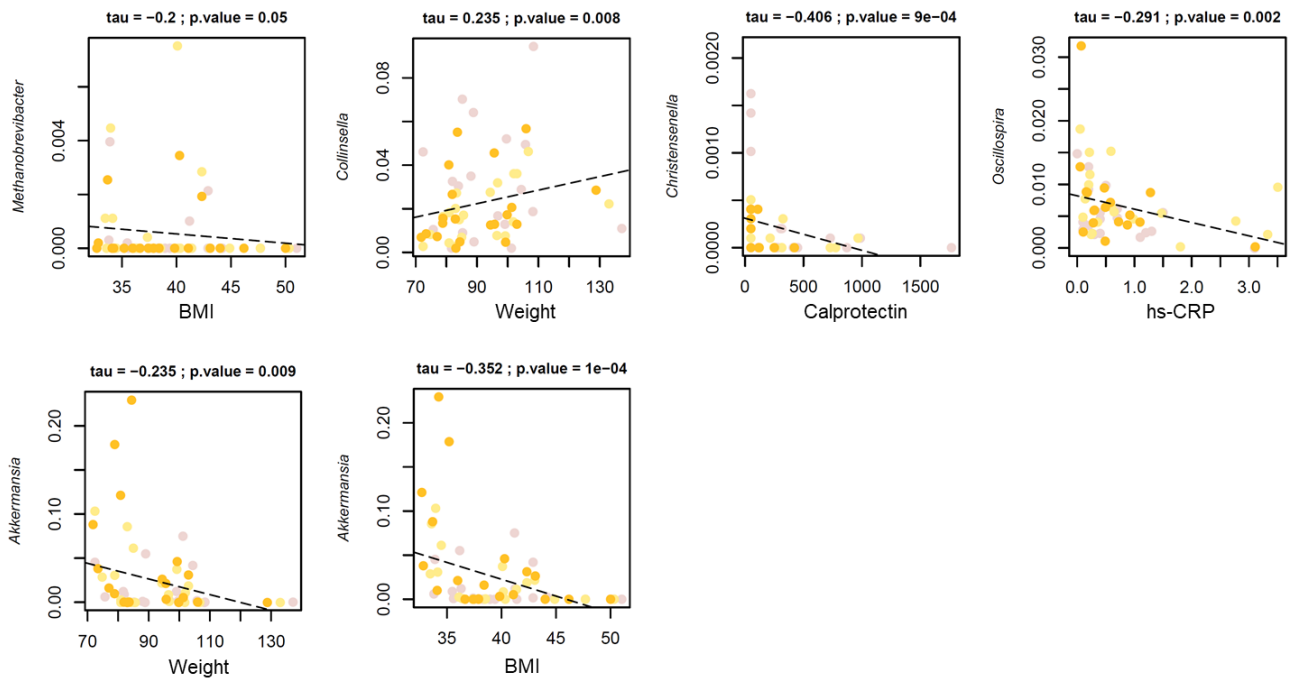 tau = −0.2 ; p.value = 0.05
Methanobrevibacter
0.000 0.004
35 40 45 50
BMI
tau = 0.235 ; p.value = 0.008
Collinsella
0.00 0.04 0.08
70 90 110 130
Weight
tau = −0.406 ; p.value = 9e−04
Christensenella
0.0000 0.0010 0.0020
0 500 1000 1500
Calprotectin
tau = −0.291 ; p.value = 0.002
Oscillospira
0.000 0.010 0.020 0.030
0.0 1.0 2.0 3.0
hs-CRP
tau = −0.235 ; p.value = 0.009
Akkermansia
0.00 0.10 0.20
70 90 110 130
Weight
tau = −0.352 ; p.value = 1e−04
Akkermansia
0.00 0.10 0.20
35 40 45 50
BMI